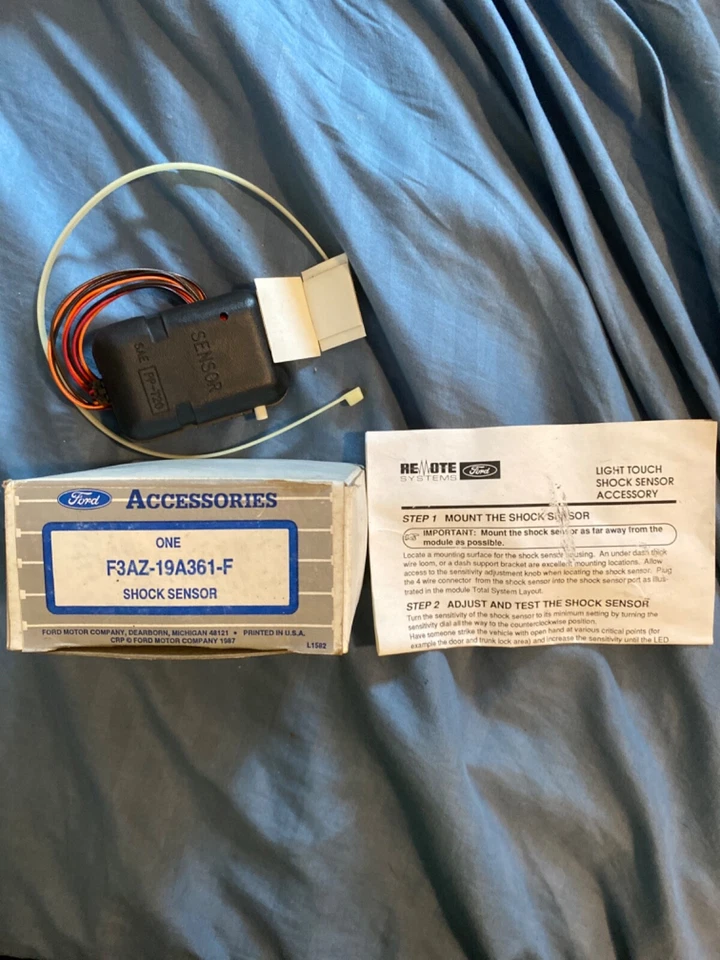 SENSOR
SAE PP-720
Ford ACCESSORIES
ONE
F3AZ-19A361-F
SHOCK SENSOR
FORD MOTOR COMPANY, DEARBORN, MICHIGAN 48121 • PRINTED IN U.S.A.
CRP © FORD MOTOR COMPANY 1987
L1582
REMOTE SYSTEMS Ford
LIGHT TOUCH
SHOCK SENSOR
ACCESSORY
STEP 1 MOUNT THE SHOCK SENSOR
IMPORTANT: Mount the shock sensor as far away from the
module as possible.
Locate a mounting surface for the shock sensor housing. An under dash thick
wire loom, or a dash support bracket are excellent mounting locations. Allow
access to the sensitivity adjustment knob when locating the shock sensor. Plug
the 4 wire connector from the shock sensor into the shock sensor port as illus-
trated in the module Total System Layout.
STEP 2 ADJUST AND TEST THE SHOCK SENSOR
Turn the sensitivity of the shock sensor to its minimum setting by turning the
sensitivity dial all the way to the counterclockwise position.
Have someone strike the vehicle with open hand at various critical points (for
example the door and trunk lock area) and increase the sensitivity until the LED